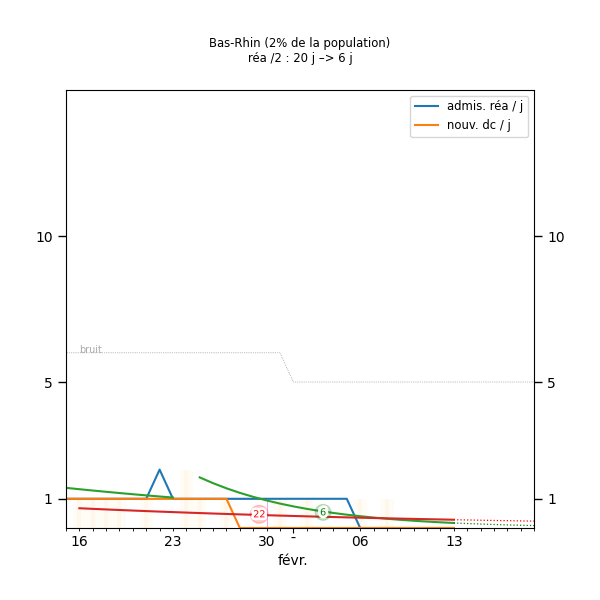 Bas-Rhin (2% de la population)
réa /2 : 20 j –> 6 j
admis. réa / j
nouv. dc / j
10
10
bruit
5
5
1
1
22
6
16
23
30
06
13
févr.